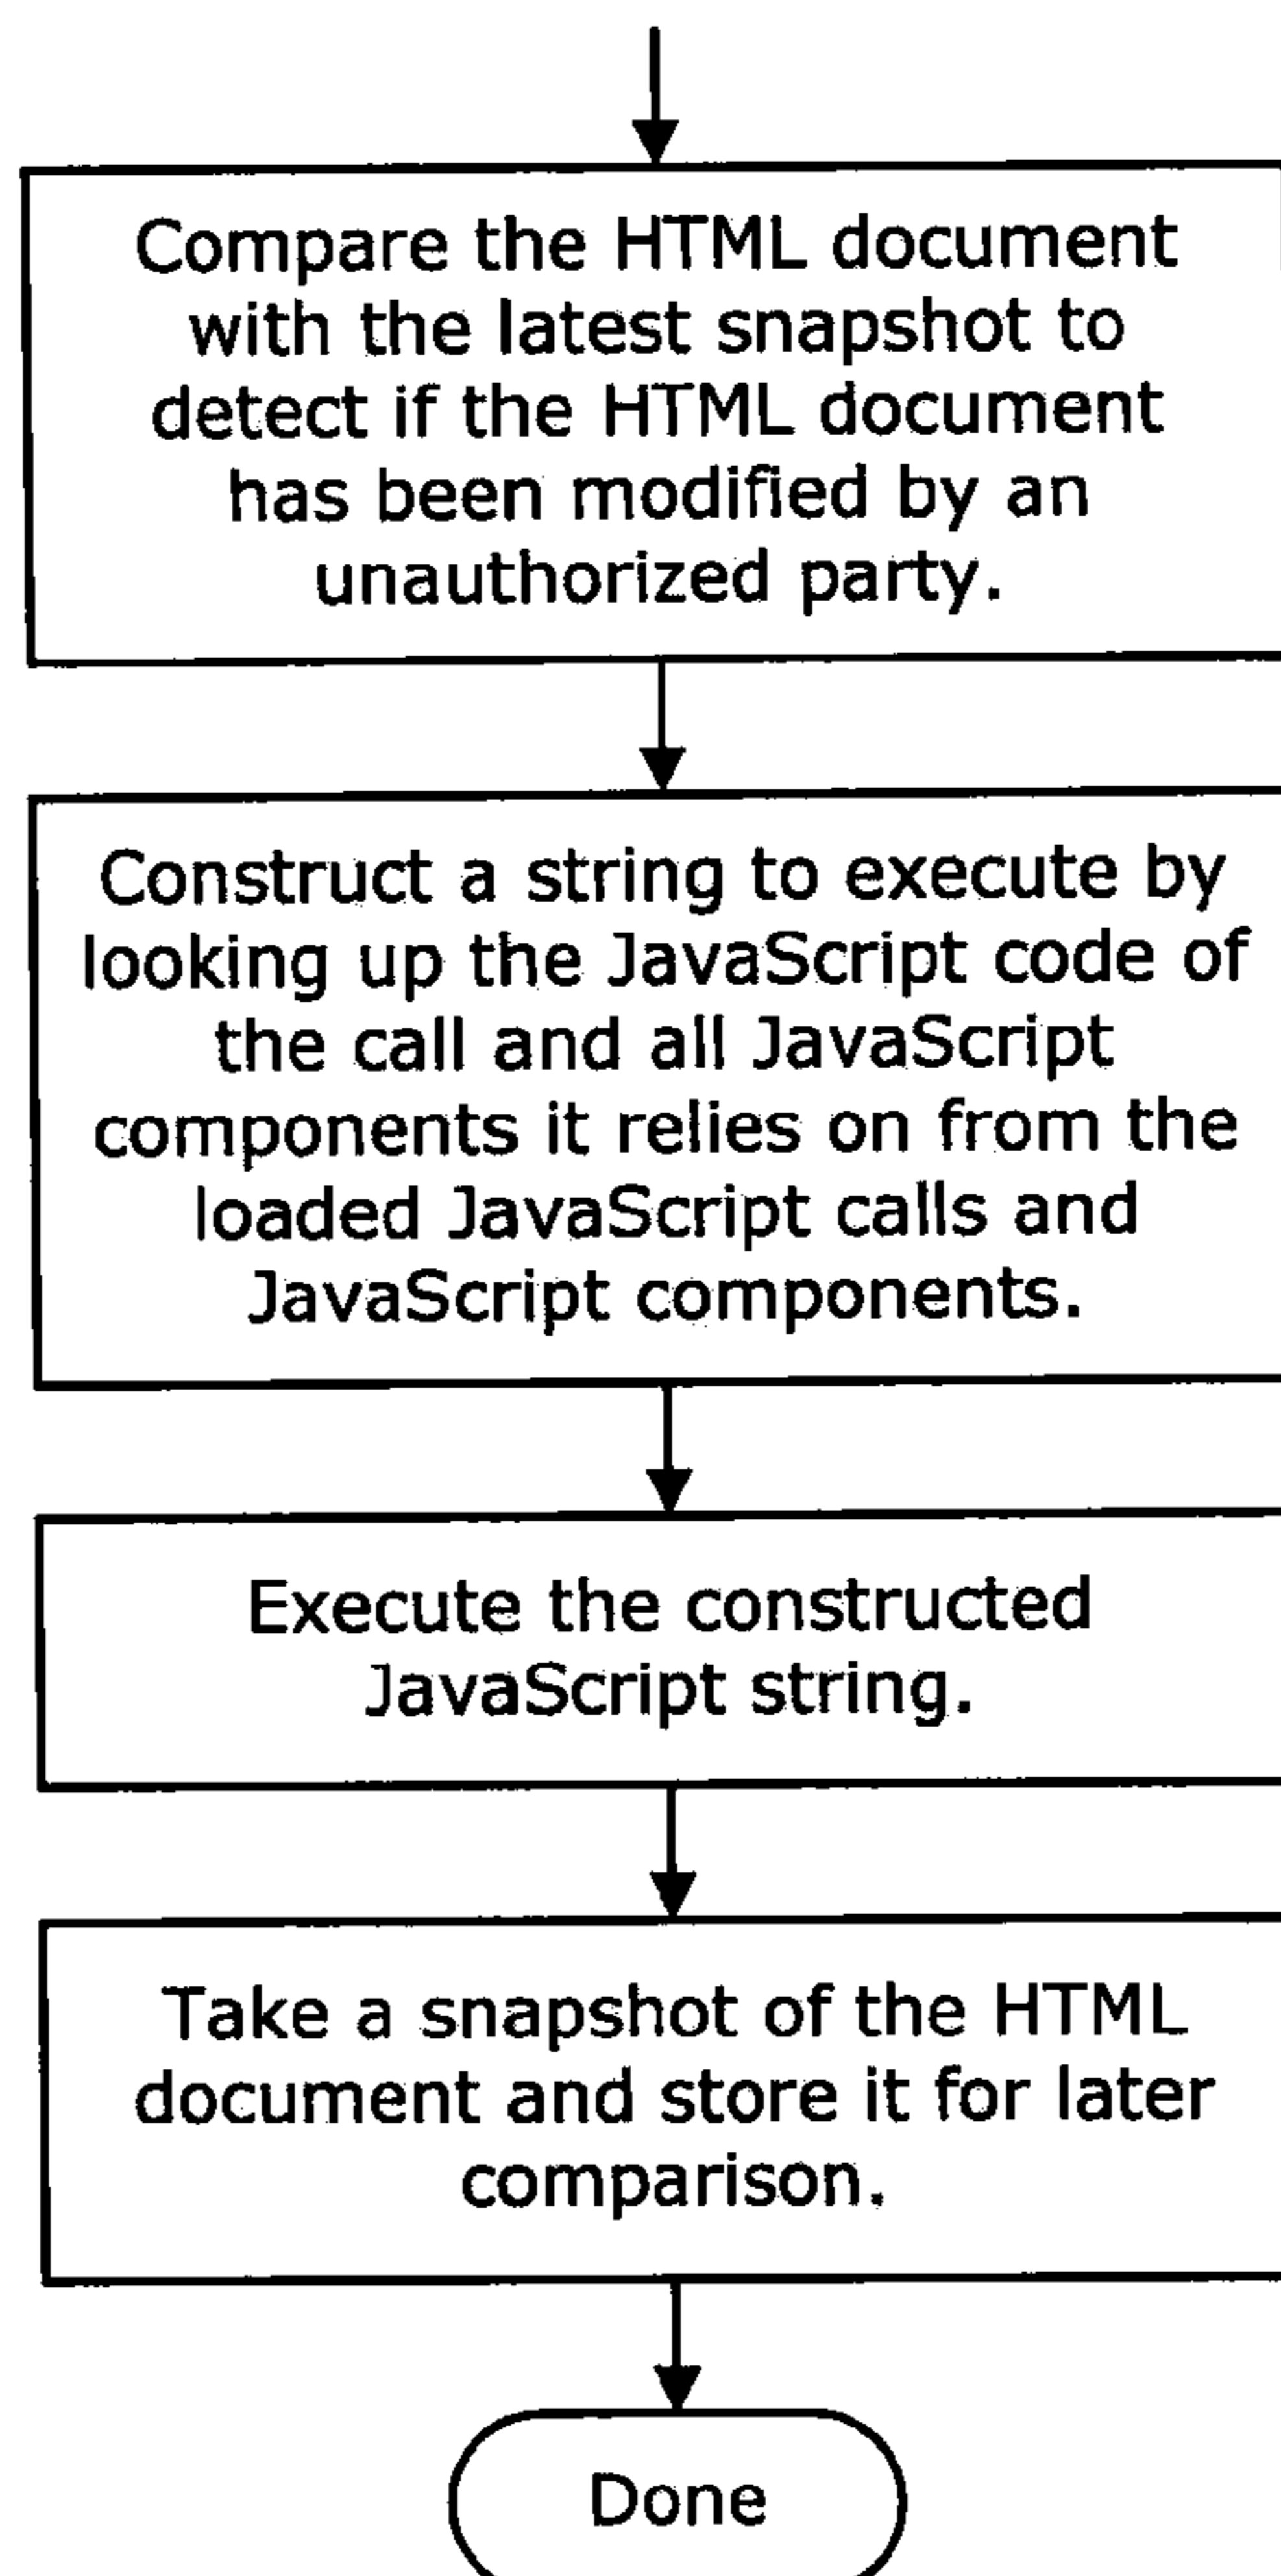 Compare the HTML document
with the latest snapshot to
detect if the HTML document
has been modified by an
unauthorized party.
Construct a string to execute by
looking up the JavaScript code of
the call and all JavaScript
components it relies on from the
loaded JavaScript calls and
JavaScript components.
Execute the constructed
JavaScript string.
Take a snapshot of the HTML
document and store it for later
comparison.
Done